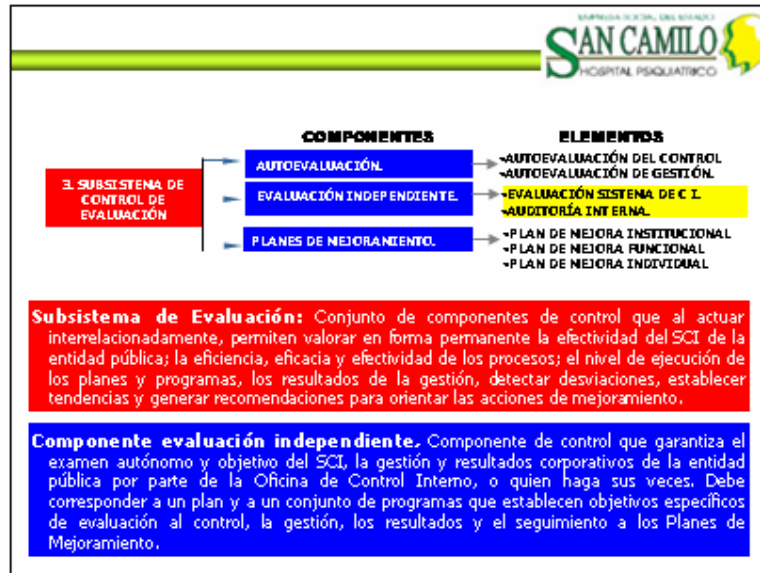 EMPRESA SOCIAL DEL ESTADO
SAN CAMILO
HOSPITAL PSIQUIATRICO
COMPONENTES
ELEMENTOS
3. SUBSISTENA DE
CONTROL DE
EVALUACIÓN
AUTOEVALUACIÓN.
-AUTOEVALUACIÓN DEL CONTROL
-AUTOEVALUACIÓN DE GESTIÓN.
EVALUACIÓN INDEPENDIENTE.
-EVALUACIÓN SISTEMA DE C I.
-AUDITORÍA INTERNA.
PLANES DE MEJORAMIENTO.
-PLAN DE MEJORA INSTITUCIONAL
-PLAN DE MEJORA FUNCIONAL
-PLAN DE MEJORA INDIVIDUAL
Subsistema de Evaluación: Conjunto de componentes de control que al actuar
interrelacionadamente, permiten valorar en forma permanente la efectividad del SCI de la
entidad pública; la eficiencia, eficacia y efectividad de los procesos; el nivel de ejecución de
los planes y programas, los resultados de la gestión, detectar desviaciones, establecer
tendencias y generar recomendaciones para orientar las acciones de mejoramiento.
Componente evaluación independiente. Componente de control que garantiza el
examen autónomo y objetivo del SCI, la gestión y resultados corporativos de la entidad
pública por parte de la Oficina de Control Interno, o quien haga sus veces. Debe
corresponder a un plan y a un conjunto de programas que establecen objetivos específicos
de evaluación al control, la gestión, los resultados y el seguimiento a los Planes de
Mejoramiento.